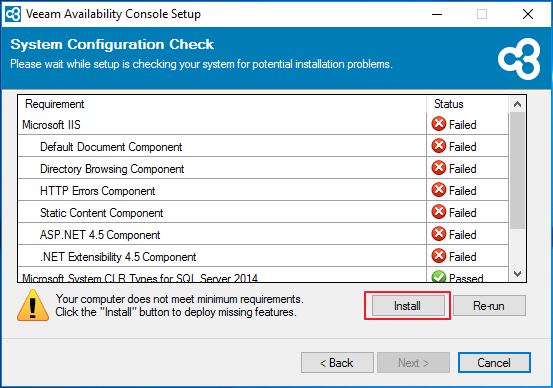 Veeam Availability Console Setup
System Configuration Check
Please wait while setup is checking your system for potential installation problems.
Requirement Status
Microsoft IIS Failed
Default Document Component Failed
Directory Browsing Component Failed
HTTP Errors Component Failed
Static Content Component Failed
ASP.NET 4.5 Component Failed
.NET Extensibility 4.5 Component Failed
Microsoft System CLR Types for SQL Server 2014 Passed
Your computer does not meet minimum requirements.
Click the "Install" button to deploy missing features.
Install Re-run
< Back Next > Cancel